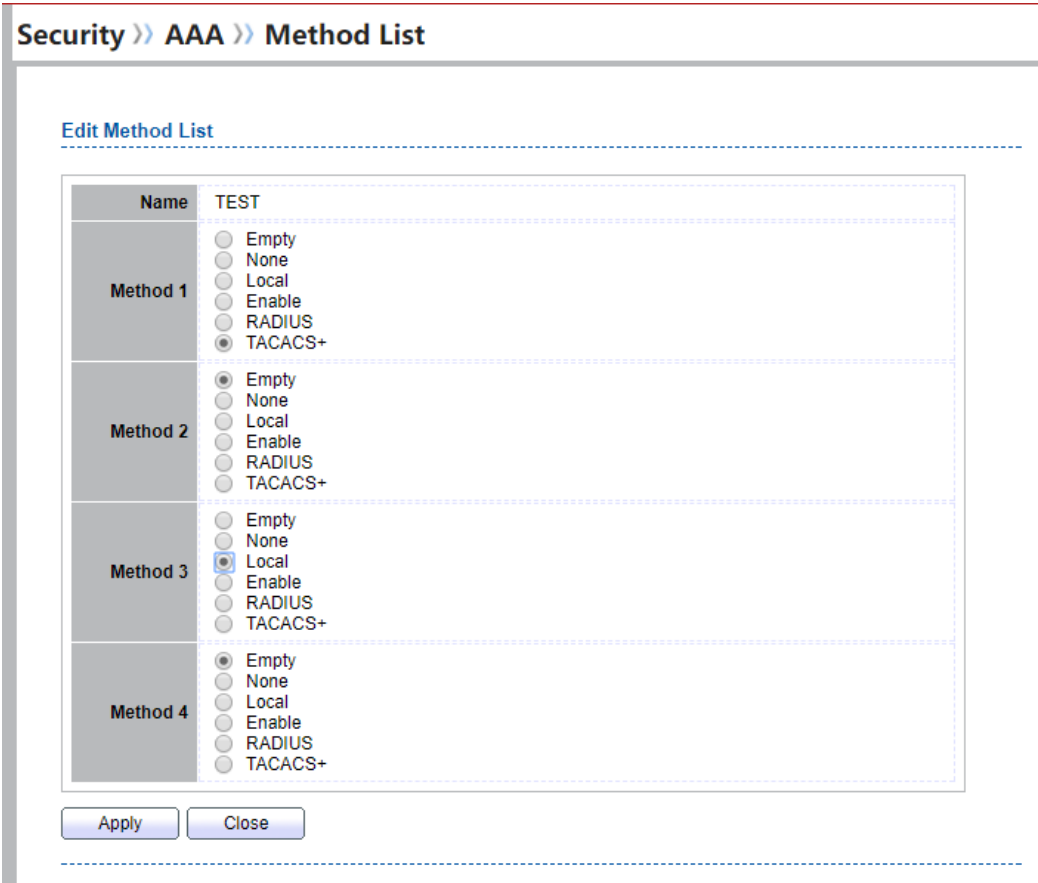 Security » AAA » Method List
Edit Method List
Name TEST
Method 1
Empty
None
Local
Enable
RADIUS
TACACS+
Method 2
Empty
None
Local
Enable
RADIUS
TACACS+
Method 3
Empty
None
Local
Enable
RADIUS
TACACS+
Method 4
Empty
None
Local
Enable
RADIUS
TACACS+
Apply Close